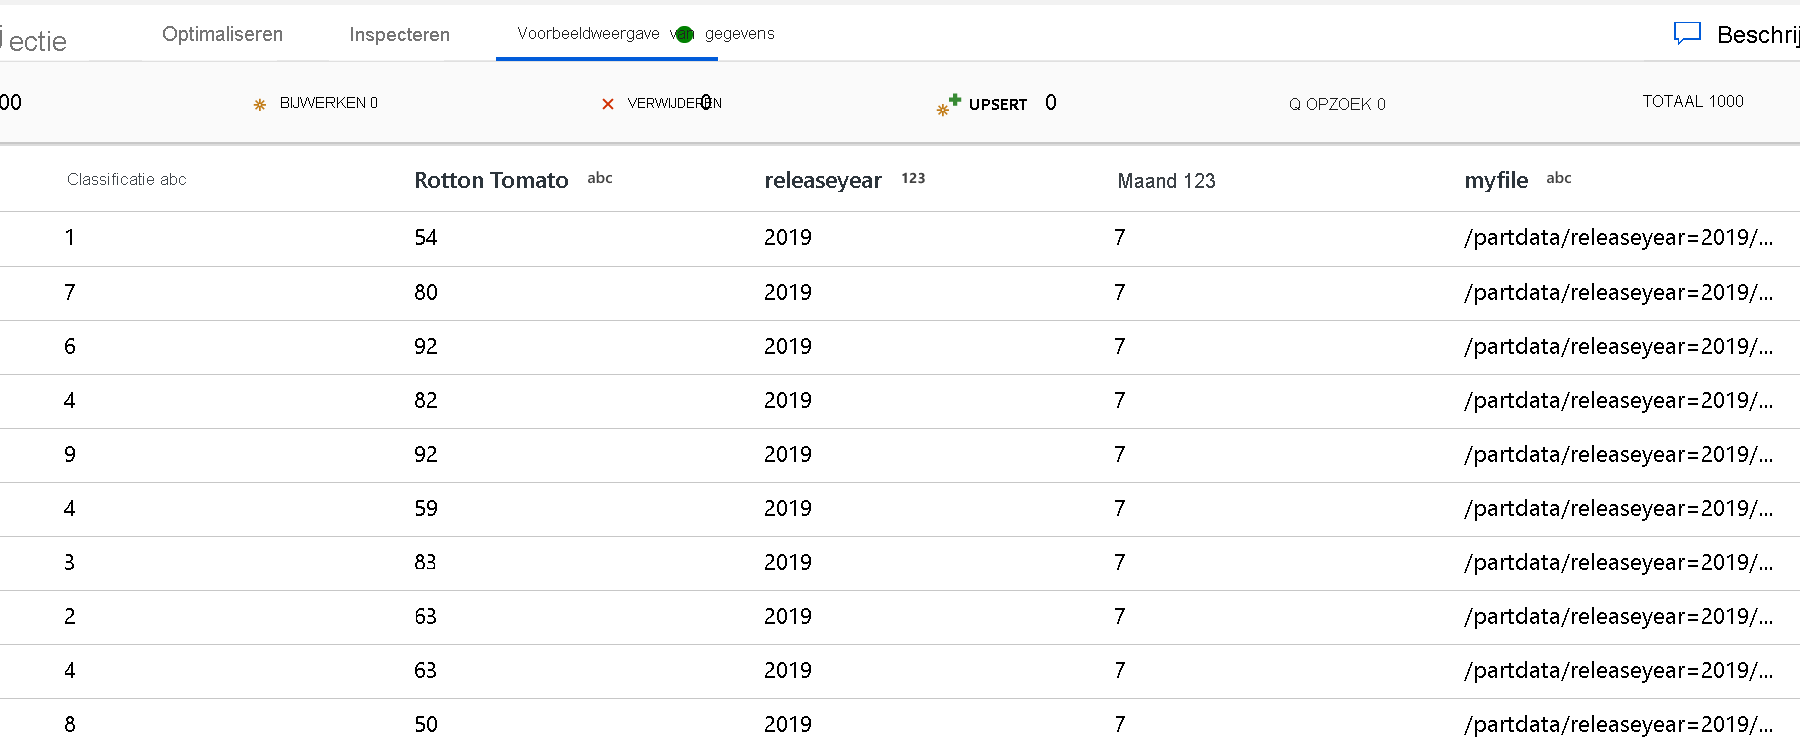 ectie Optimaliseren Inspecteren Voorbeeldweergave van gegevens Beschrij
00 BIJWERKEN 0 VERWIJDEREN 0 UPSERT 0 Q OPZOEK 0 TOTAAL 1000
Classificatie abc Rotton Tomato abc releaseyear 123 Maand 123 myfile abc
1 54 2019 7 /partdata/releaseyear=2019/...
7 80 2019 7 /partdata/releaseyear=2019/...
6 92 2019 7 /partdata/releaseyear=2019/...
4 82 2019 7 /partdata/releaseyear=2019/...
9 92 2019 7 /partdata/releaseyear=2019/...
4 59 2019 7 /partdata/releaseyear=2019/...
3 83 2019 7 /partdata/releaseyear=2019/...
2 63 2019 7 /partdata/releaseyear=2019/...
4 63 2019 7 /partdata/releaseyear=2019/...
8 50 2019 7 /partdata/releaseyear=2019/...